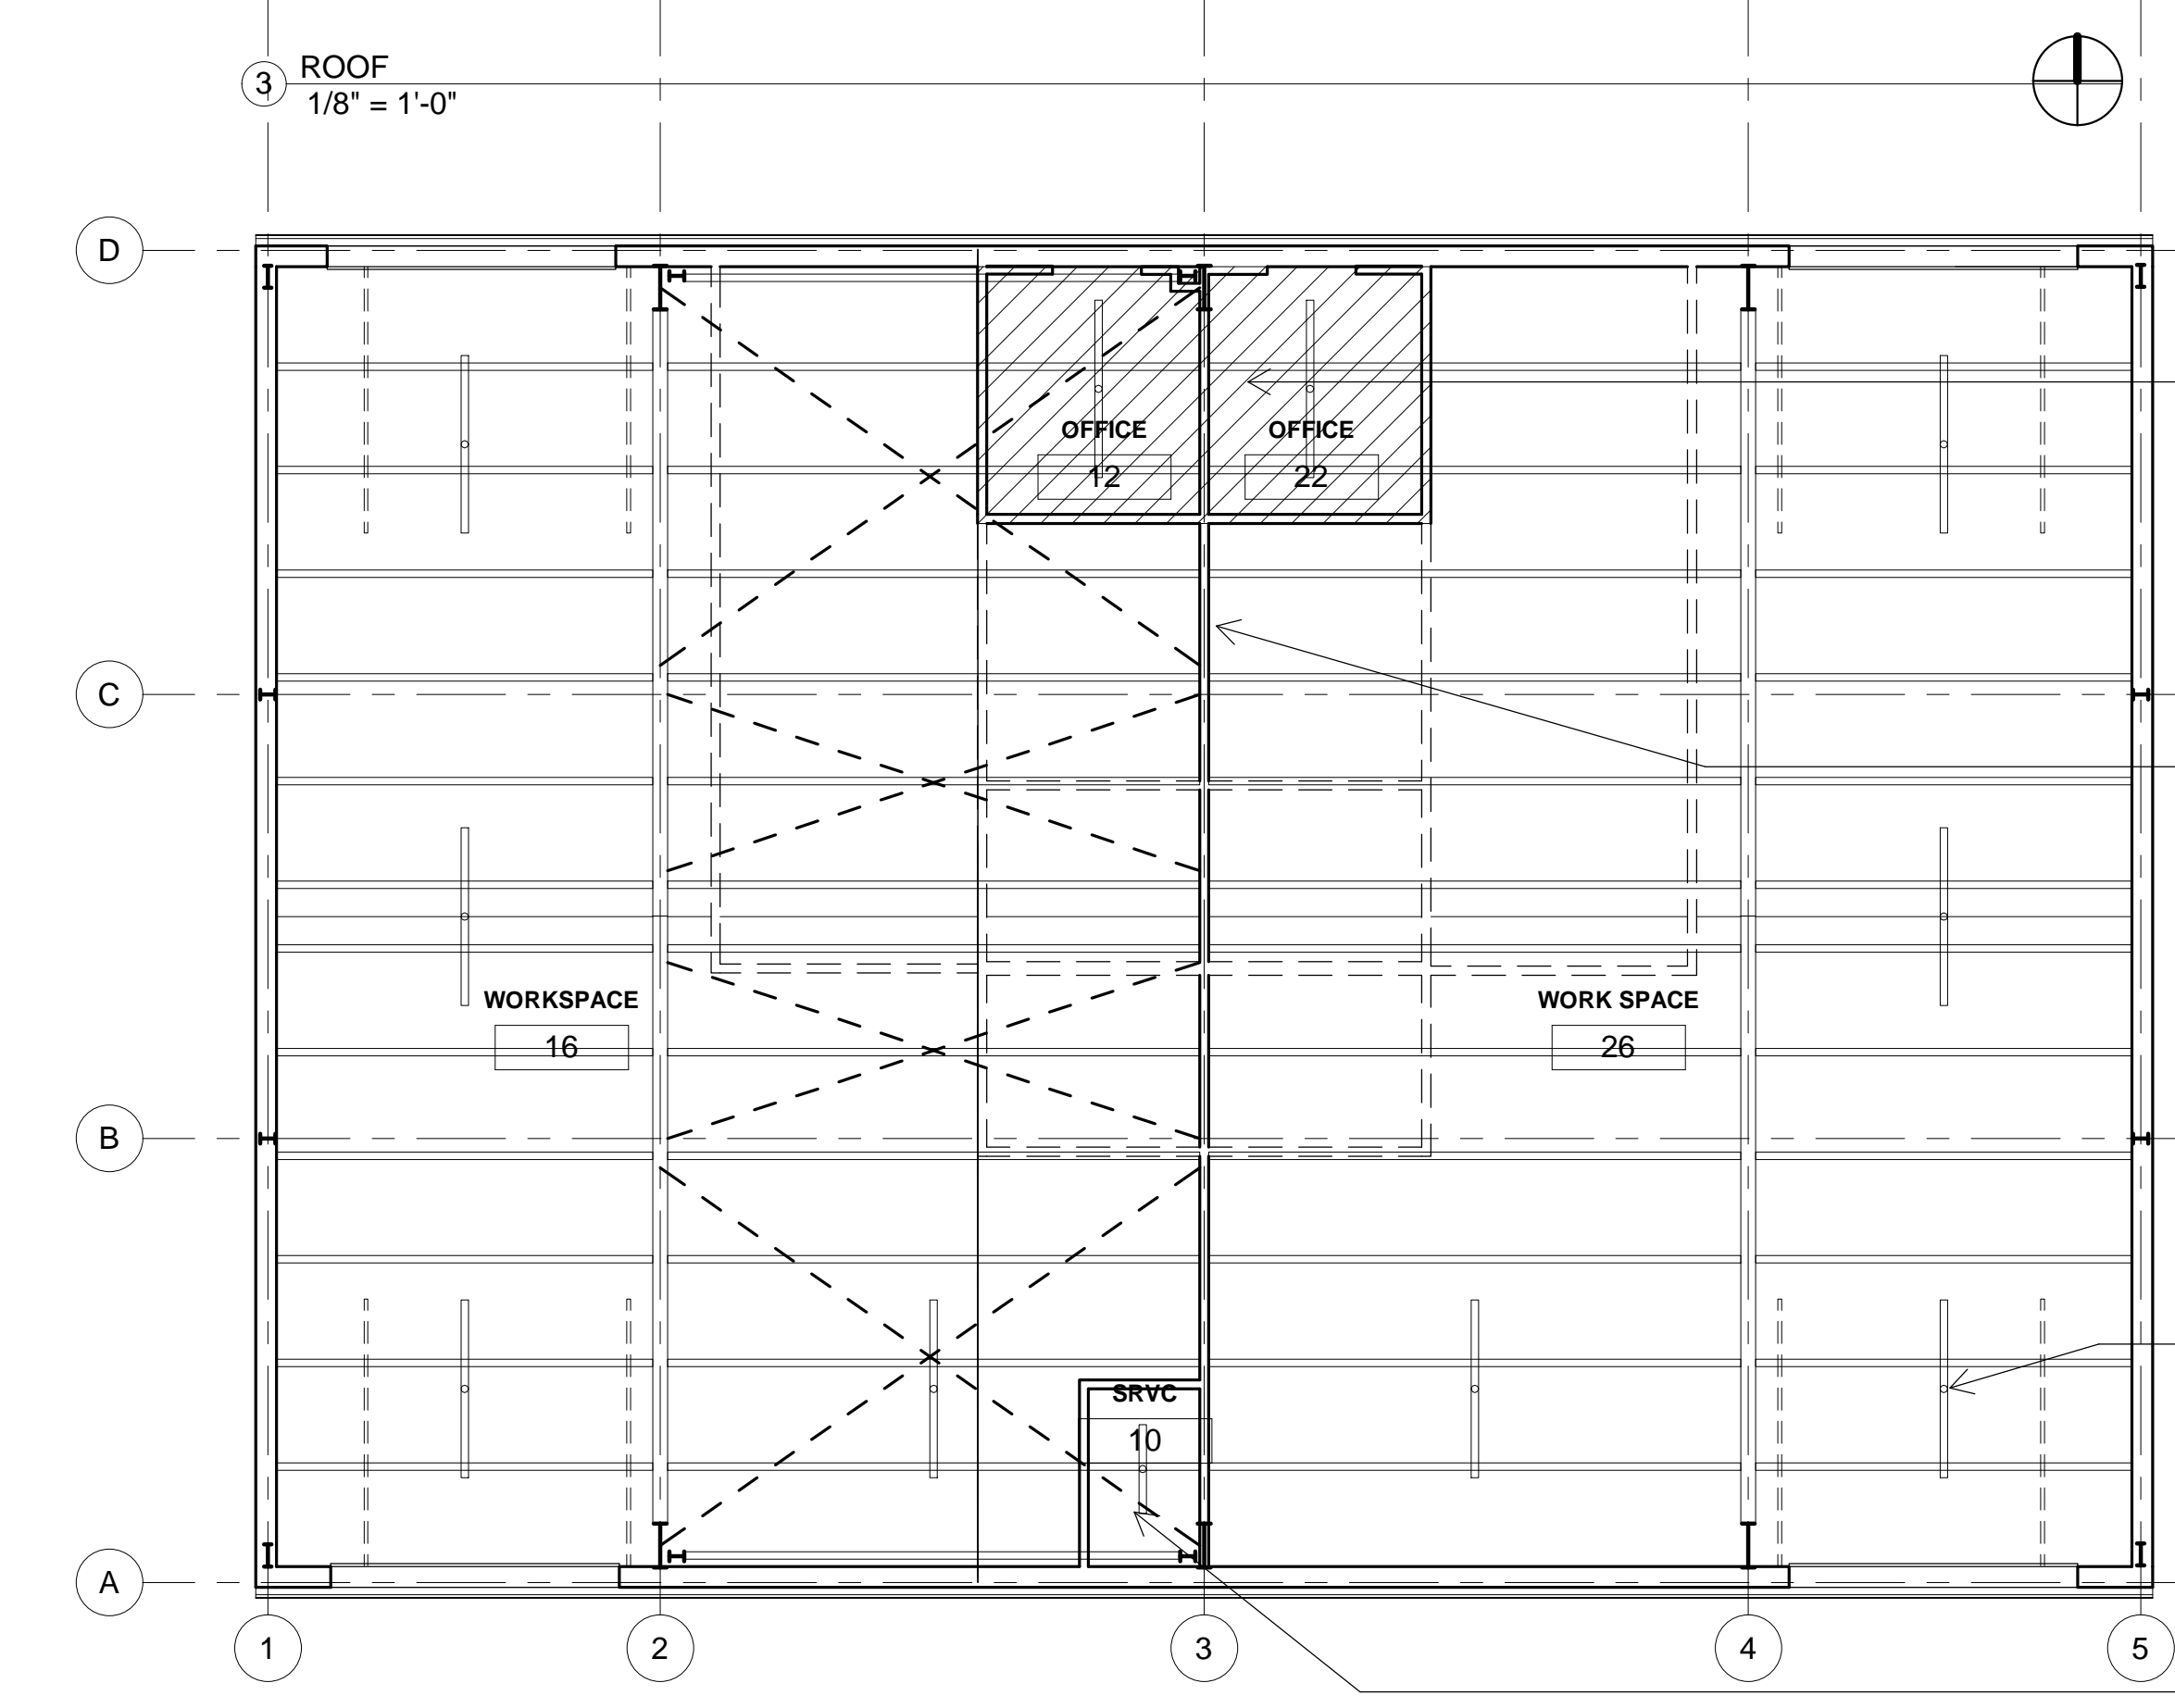 3 ROOF
1/8" = 1'-0"
D
OFFICE OFFICE
12 22
C
WORKSPACE WORK SPACE
16 26
B
SRVC
10
A
1 2 3 4 5